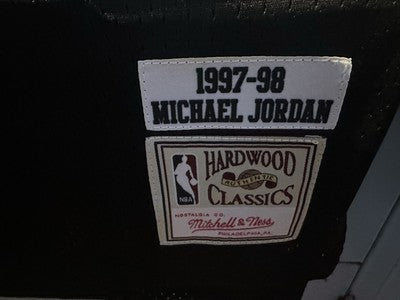 1997-98
MICHAEL JORDAN
HARDWOOD
AUTHENTIC
CLASSICS
NBA
NOSTALGIA CO.
Mitchell & Ness
PHILADELPHIA, PA.